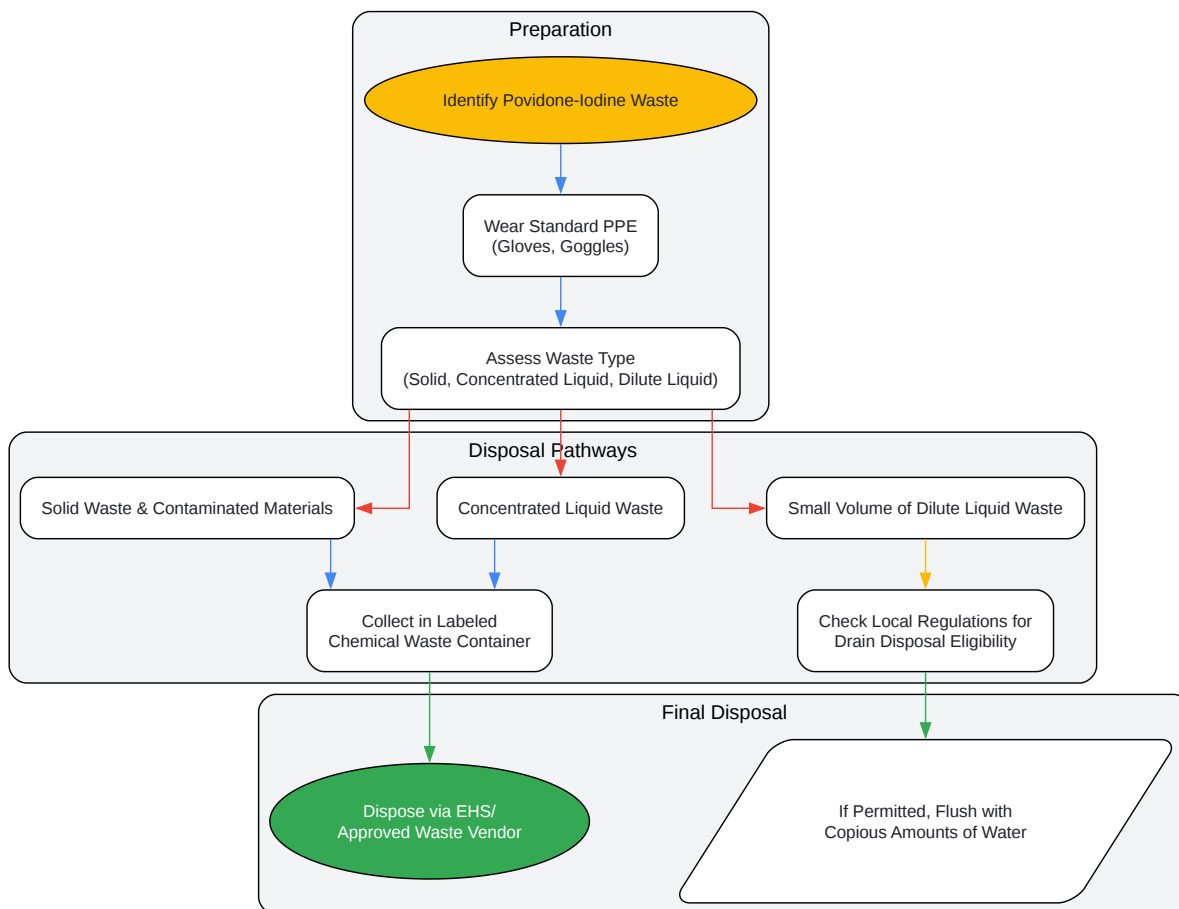 Preparation
Identify Povidone-Iodine Waste
Wear Standard PPE
(Gloves, Goggles)
Assess Waste Type
(Solid, Concentrated Liquid, Dilute Liquid)
Disposal Pathways
Solid Waste & Contaminated Materials
Concentrated Liquid Waste
Small Volume of Dilute Liquid Waste
Collect in Labeled
Chemical Waste Container
Check Local Regulations for
Drain Disposal Eligibility
Final Disposal
Dispose via EHS/
Approved Waste Vendor
If Permitted, Flush with
Copious Amounts of Water